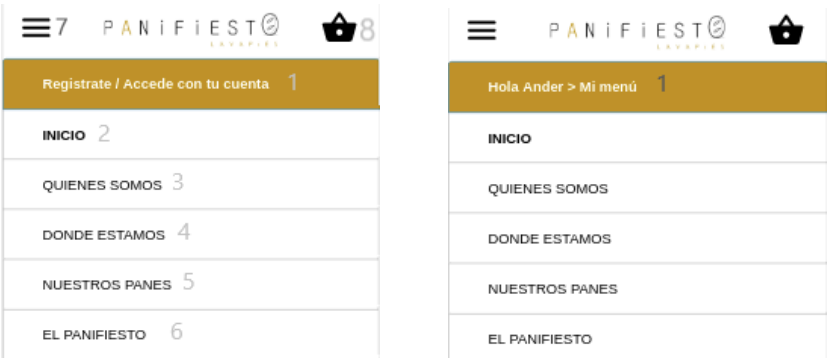 7 PANiFiESTO 8
LAVAPIES
Registrate / Accede con tu cuenta 1
INICIO 2
QUIENES SOMOS 3
DONDE ESTAMOS 4
NUESTROS PANES 5
EL PANIFIESTO 6
PANiFiESTO
LAVAPIES
Hola Ander > Mi menú 1
INICIO
QUIENES SOMOS
DONDE ESTAMOS
NUESTROS PANES
EL PANIFIESTO